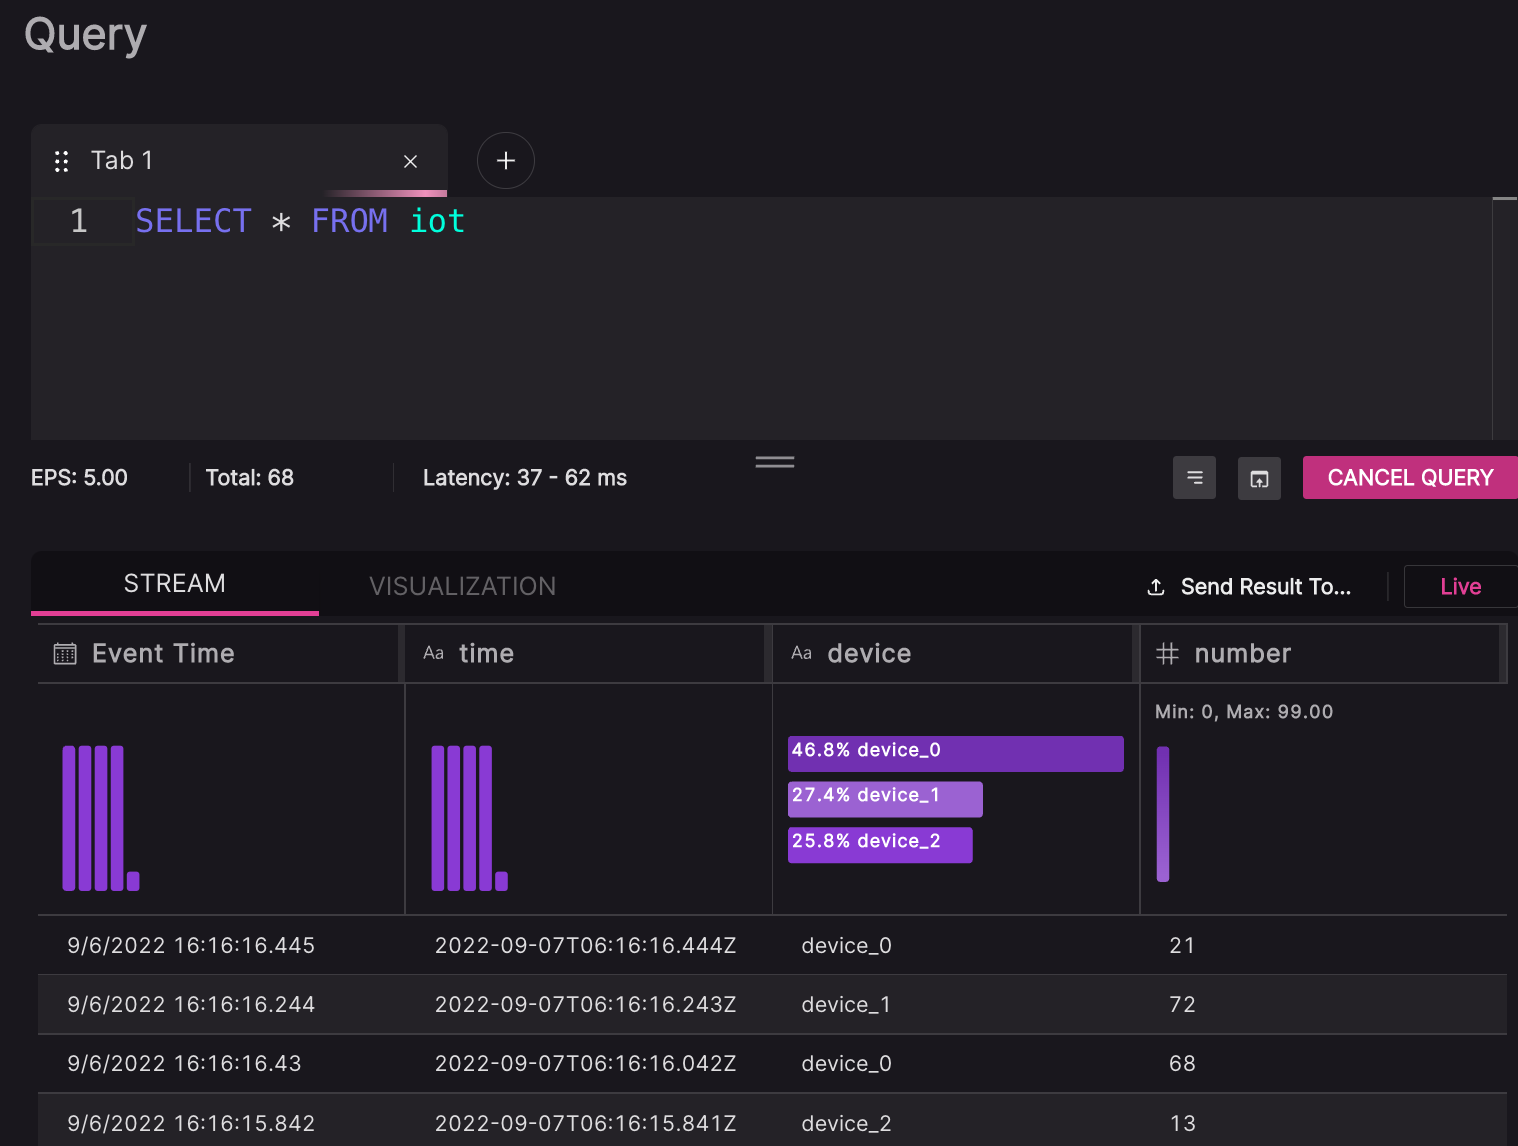 Query
Tab 1
1 SELECT * FROM iot
EPS: 5.00 Total: 68 Latency: 37 - 62 ms CANCEL QUERY
STREAM VISUALIZATION Send Result To... Live
Event Time Aa time Aa device # number
Min: 0, Max: 99.00
46.8% device_0
27.4% device_1
25.8% device_2
9/6/2022 16:16:16.445 2022-09-07T06:16:16.444Z device_0 21
9/6/2022 16:16:16.244 2022-09-07T06:16:16.243Z device_1 72
9/6/2022 16:16:16.43 2022-09-07T06:16:16.042Z device_0 68
9/6/2022 16:16:15.842 2022-09-07T06:16:15.841Z device_2 13